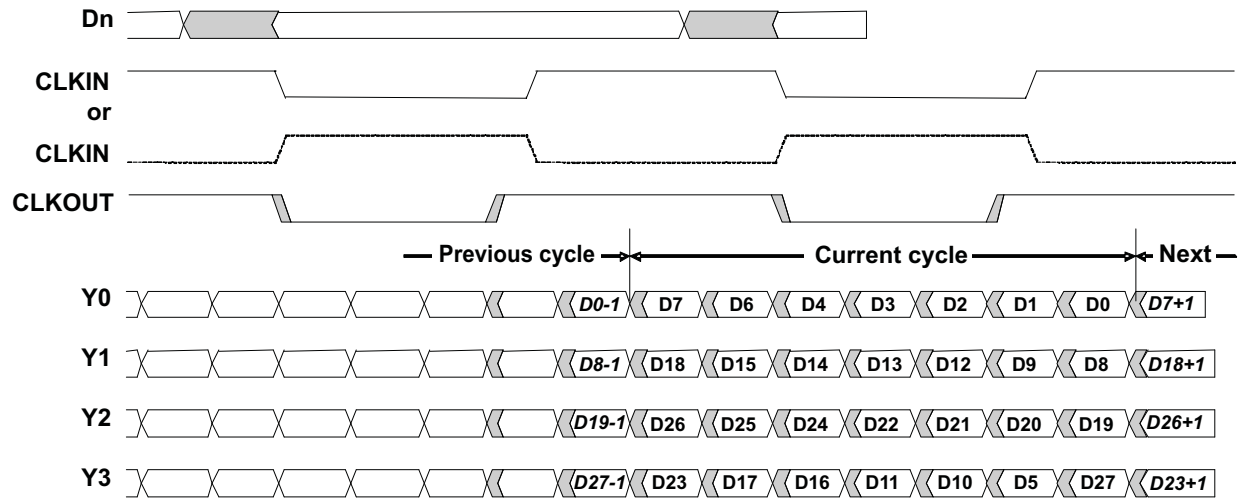 Dn
CLKIN
or
CLKIN
CLKOUT
Previous cycle Current cycle Next
Y0 D0-1 D7 D6 D4 D3 D2 D1 D0 D7+1
Y1 D8-1 D18 D15 D14 D13 D12 D9 D8 D18+1
Y2 D19-1 D26 D25 D24 D22 D21 D20 D19 D26+1
Y3 D27-1 D23 D17 D16 D11 D10 D5 D27 D23+1